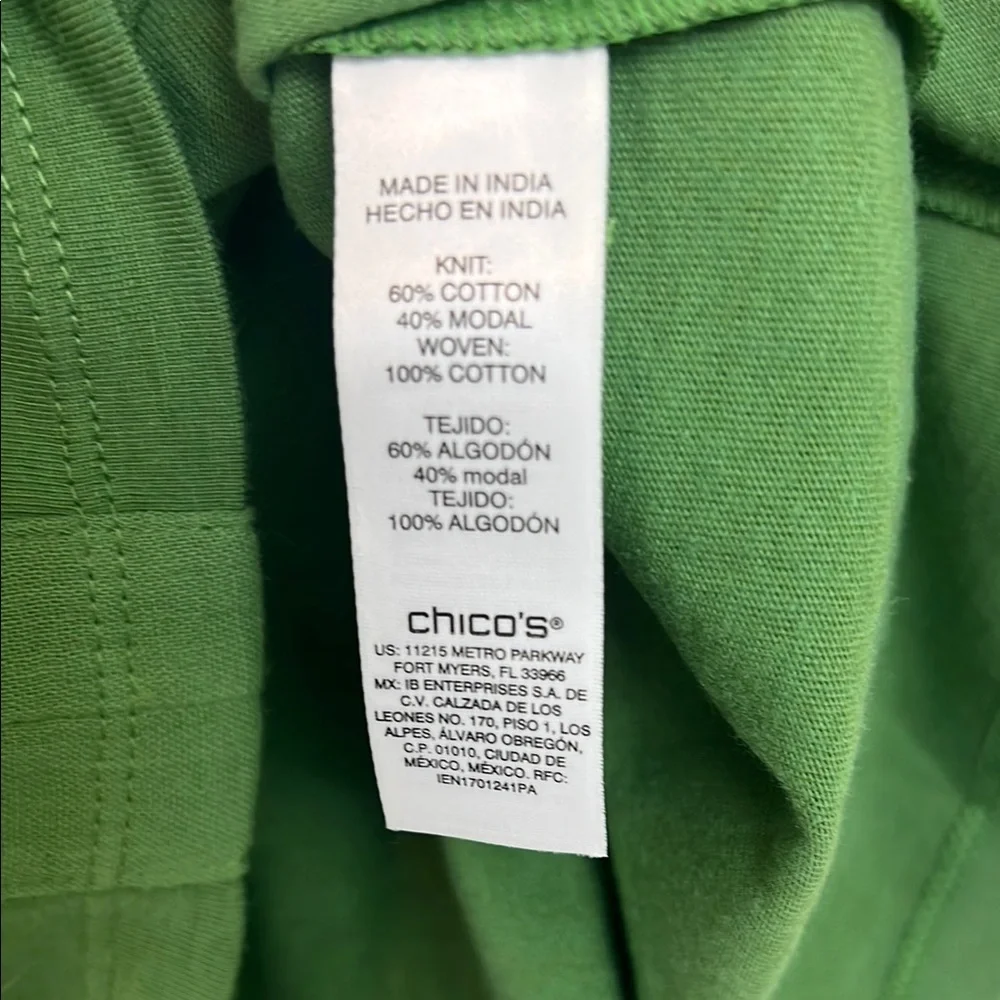 MADE IN INDIA
HECHO EN INDIA
KNIT:
60% COTTON
40% MODAL
WOVEN:
100% COTTON
TEJIDO:
60% ALGODÓN
40% modal
TEJIDO:
100% ALGODÓN
chico's®
US: 11215 METRO PARKWAY
FORT MYERS, FL 33966
MX: IB ENTERPRISES S.A. DE
C.V. CALZADA DE LOS
LEONES NO. 170, PISO 1, LOS
ALPES, ÁLVARO OBREGÓN,
C.P. 01010, CIUDAD DE
MÉXICO, MÉXICO. RFC:
IEN1701241PA